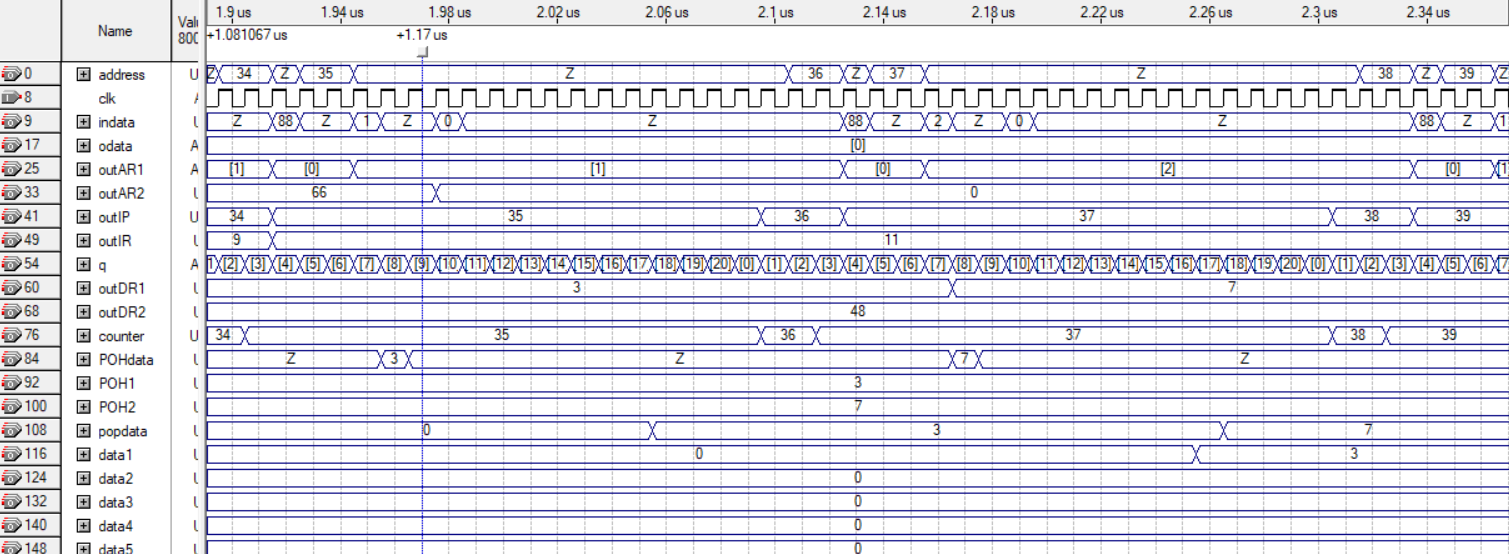 1.9 us 1.94 us 1.98 us 2.02 us 2.06 us 2.1 us 2.14 us 2.18 us 2.22 us 2.26 us 2.3 us 2.34 us
Name
+1.081067 us +1.17 us
0 address U Z 34 Z 35 Z 36 Z 37 Z 38 Z 39 Z
8 clk
9 indata Z 88 Z 1 Z 0 Z 88 Z 2 Z 0 Z 88 Z 1
17 odata A [0]
25 outAR1 A [1] [0] [1] [0] [2] [0] [1
33 outAR2 66 0
41 outIP U 34 35 36 37 38 39
49 outIR 9 11
54 q A 1 [2] [3] [4] [5] [6] [7] [8] [9] [10] [11] [12] [13] [14] [15] [16] [17] [18] [19] [20] [0] [1] [2] [3] [4] [5] [6] [7] [8] [9] [10] [11] [12] [13] [14] [15] [16] [17] [18] [19] [20] [0] [1] [2] [3] [4] [5] [6] [7
60 outDR1 3 7
68 outDR2 48
76 counter U 34 35 36 37 38 39
84 POHdata Z 3 Z 7 Z
92 POH1 3
100 POH2 7
108 popdata 0 3 7
116 data1 0 3
124 data2 0
132 data3 0
140 data4 0
148 data5 0